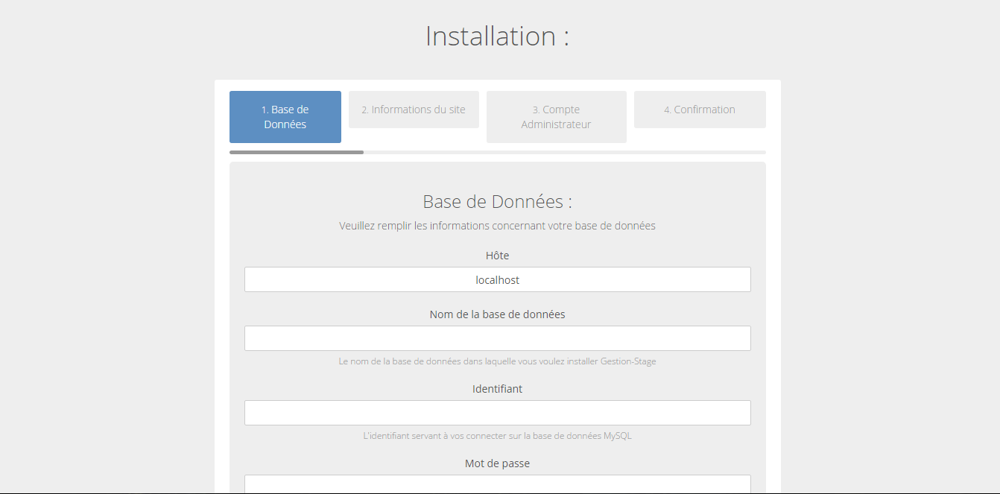 Installation :
1. Base de
Données
2. Informations du site
3. Compte
Administrateur
4. Confirmation
Base de Données :
Veuillez remplir les informations concernant votre base de données
Hôte
localhost
Nom de la base de données
Le nom de la base de données dans laquelle vous voulez installer Gestion-Stage
Identifiant
L'identifiant servant à vos connecter sur la base de données MySQL
Mot de passe